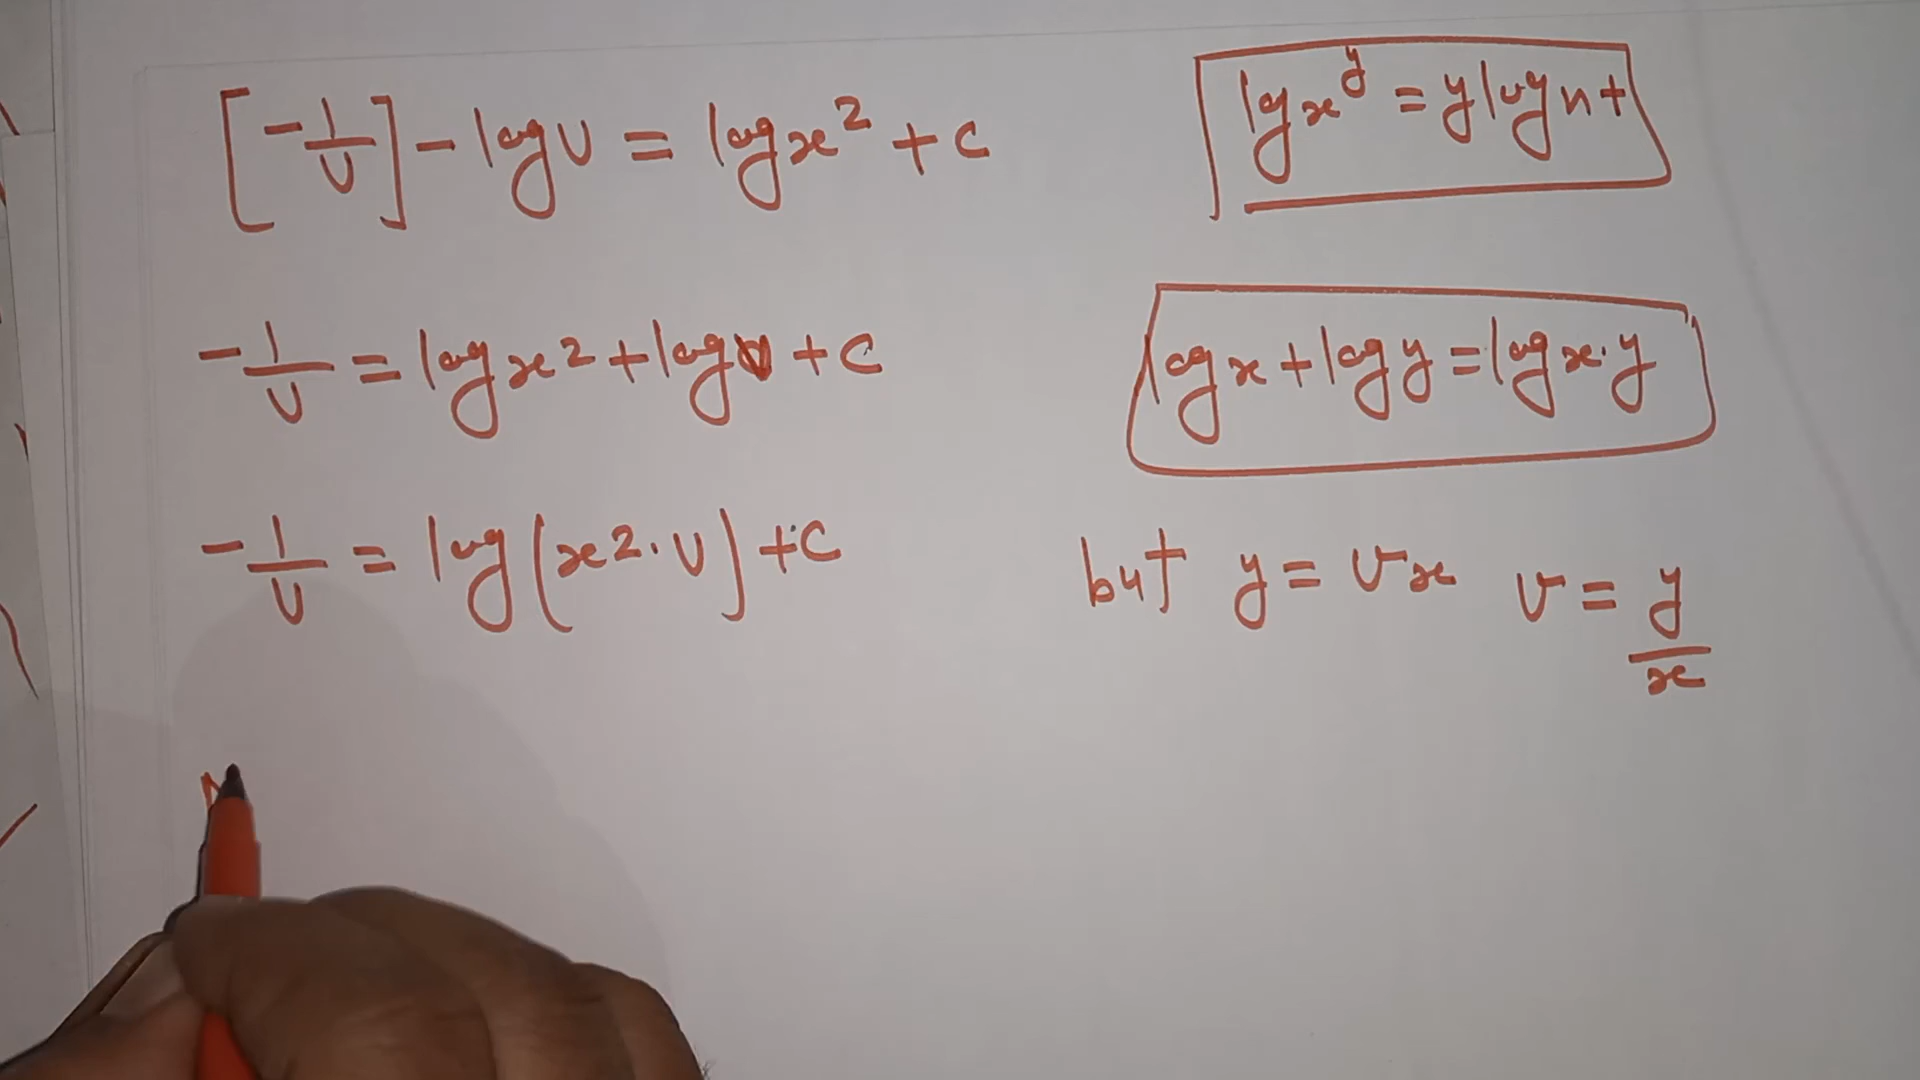 [-1/v] - log v = log x² + c
log x^y = y log n +
-1/v = log x² + log v + c
log x + log y = log x·y
-1/v = log (x²·v) + c
but y = vx v = y/x